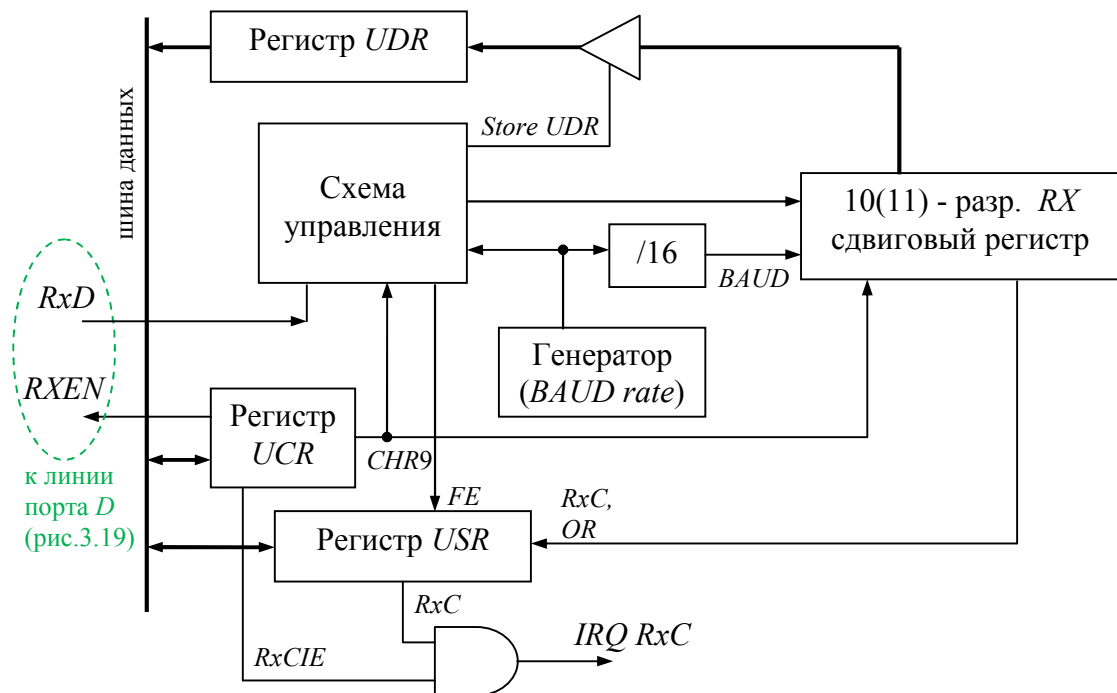 Регистр UDR
шина данных
Store UDR
Схема
управления
10(11) - разр. RX
сдвиговый регистр
/16
BAUD
RxD
Генератор
(BAUD rate)
RXEN
Регистр
UCR
CHR9
к линии
порта D
(рис.3.19)
FE
RxC,
OR
Регистр USR
RxC
IRQ RxC
RxCIE